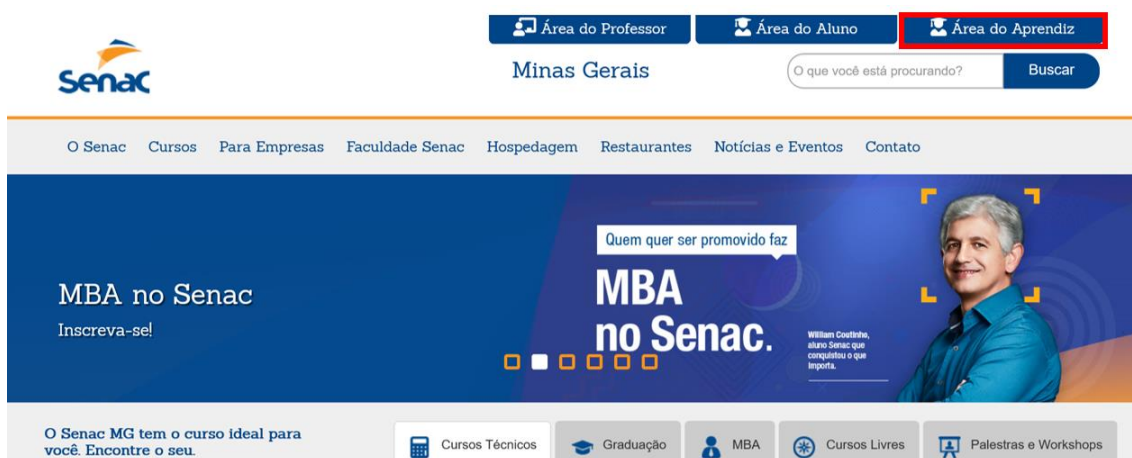 Área do Professor
Área do Aluno
Área do Aprendiz
Senac
Minas Gerais
O que você está procurando?
Buscar
O Senac
Cursos
Para Empresas
Faculdade Senac
Hospedagem
Restaurantes
Notícias e Eventos
Contato
MBA no Senac
Inscreva-se!
Quem quer ser promovido faz
MBA
no Senac.
William Coutinho,
aluno Senac que
conquistou o que
importa.
O Senac MG tem o curso ideal para
você. Encontre o seu.
Cursos Técnicos
Graduação
MBA
Cursos Livres
Palestras e Workshops